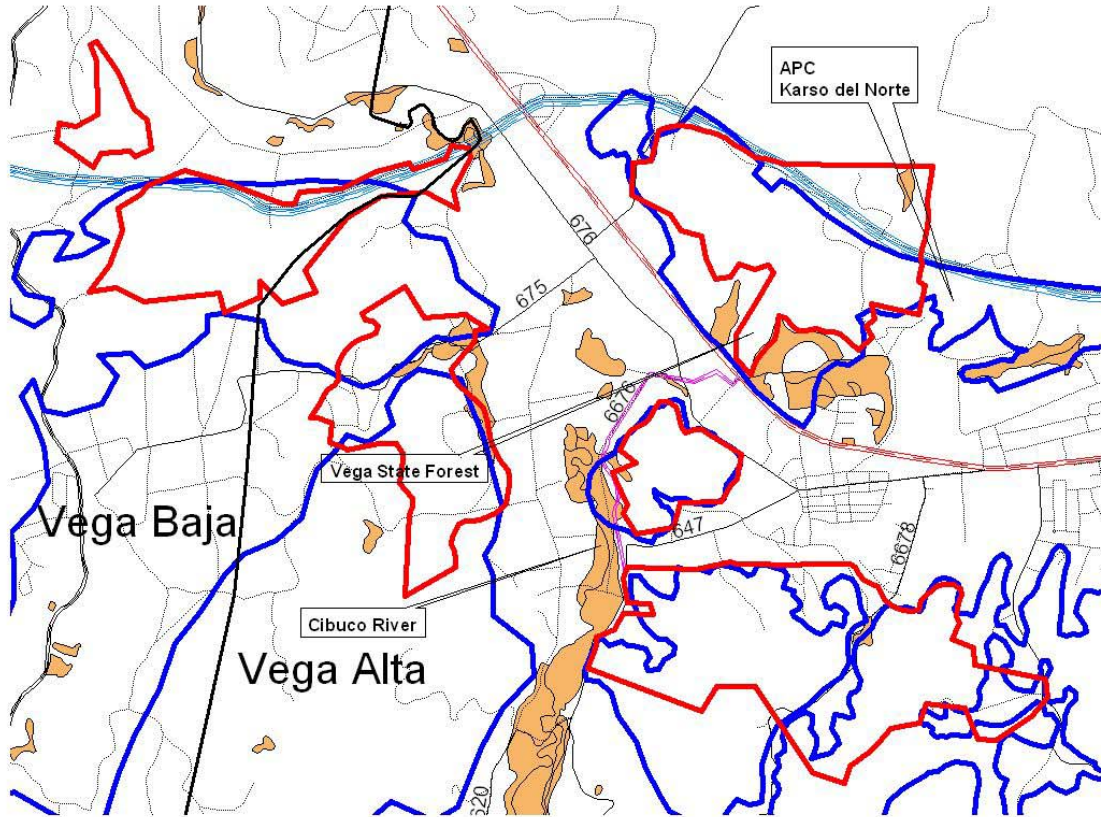 APC
Karso del Norte
676
675
6676
Vega State Forest
Vega Baja
647
6678
Cibuco River
Vega Alta
620